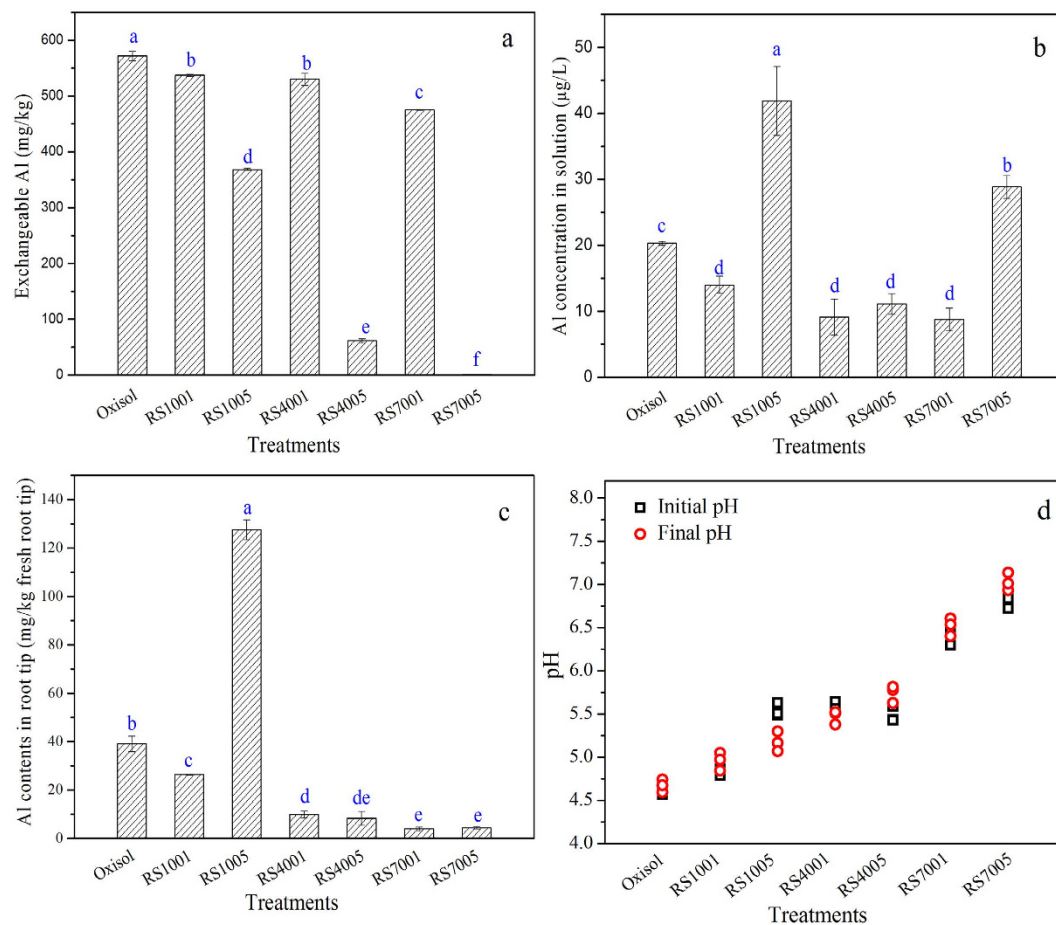 a
Exchangeable Al (mg/kg)
600
500
400
300
200
100
0
a
b
d
b
e
c
f
Oxisol
RS1001
RS1005
RS4001
RS4005
RS7001
RS7005
Treatments
b
Al concentration in solution (µg/L)
50
40
30
20
10
0
c
d
a
d
d
d
b
Oxisol
RS1001
RS1005
RS4001
RS4005
RS7001
RS7005
Treatments
c
Al contents in root tip (mg/kg fresh root tip)
140
120
100
80
60
40
20
0
b
c
a
d
de
e
e
Oxisol
RS1001
RS1005
RS4001
RS4005
RS7001
RS7005
Treatments
d
Initial pH
Final pH
pH
8.0
7.5
7.0
6.5
6.0
5.5
5.0
4.5
4.0
Oxisol
RS1001
RS1005
RS4001
RS4005
RS7001
RS7005
Treatments